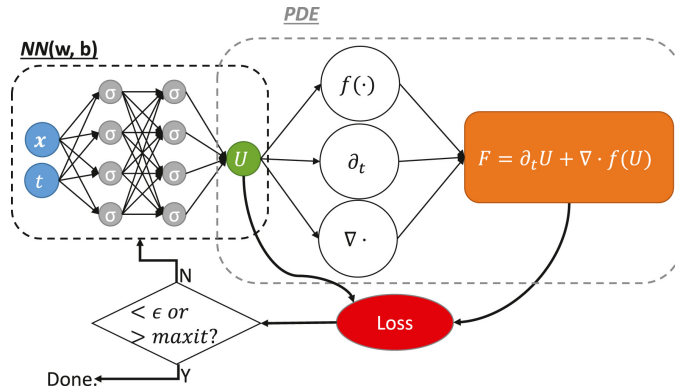 PDE
NN(w, b)
σ σ
σ σ
σ σ
σ σ
x
t
U
f(·)
∂ₜ
∇ ·
F = ∂ₜU + ∇ · f(U)
Loss
< ϵ or
> maxit?
N
Y
Done.